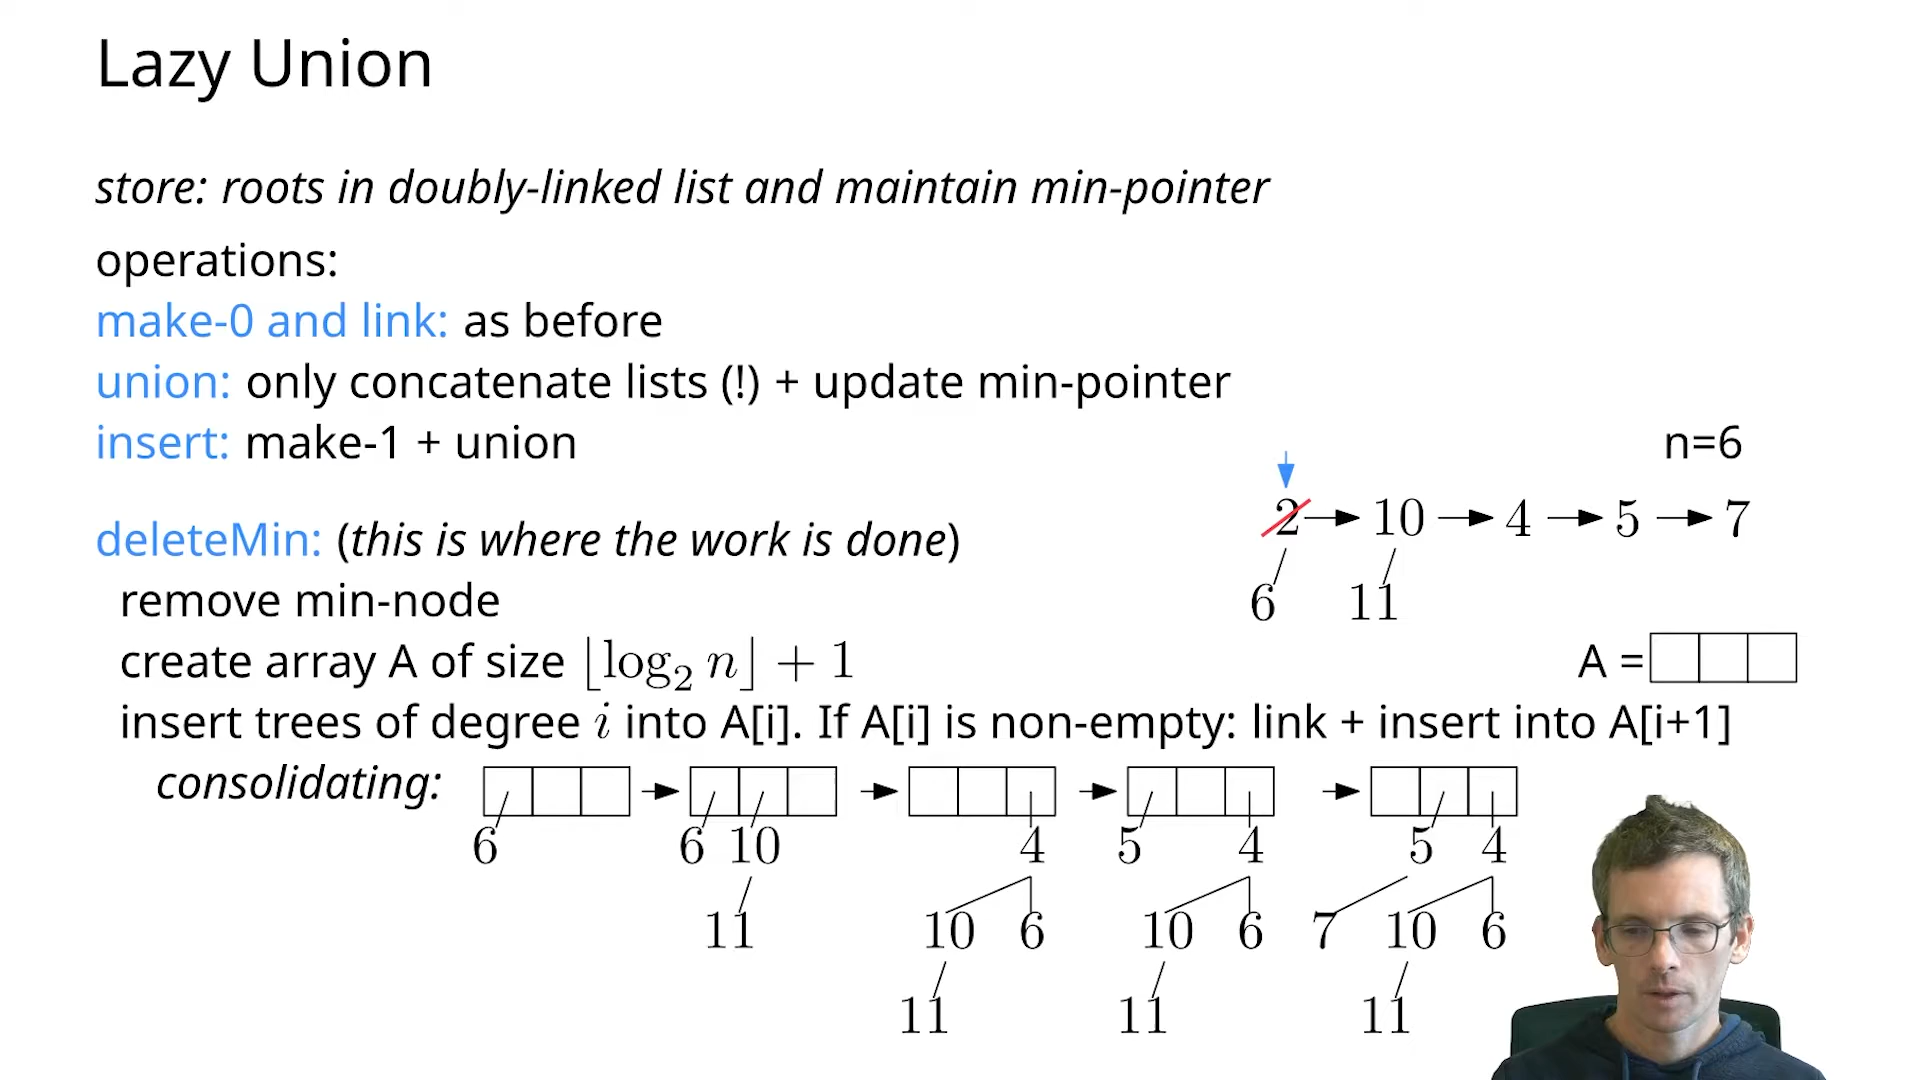 Lazy Union
store: roots in doubly-linked list and maintain min-pointer
operations:
make-0 and link: as before
union: only concatenate lists (!) + update min-pointer
insert: make-1 + union
n=6
2 → 10 → 4 → 5 → 7
6 11
deleteMin: (this is where the work is done)
remove min-node
create array A of size ⌊log₂ n⌋ + 1
A =
insert trees of degree i into A[i]. If A[i] is non-empty: link + insert into A[i+1]
consolidating: → → → →
6 6 10 4 5 4 5 4
11 10 6 10 6 7 10 6
11 11 11